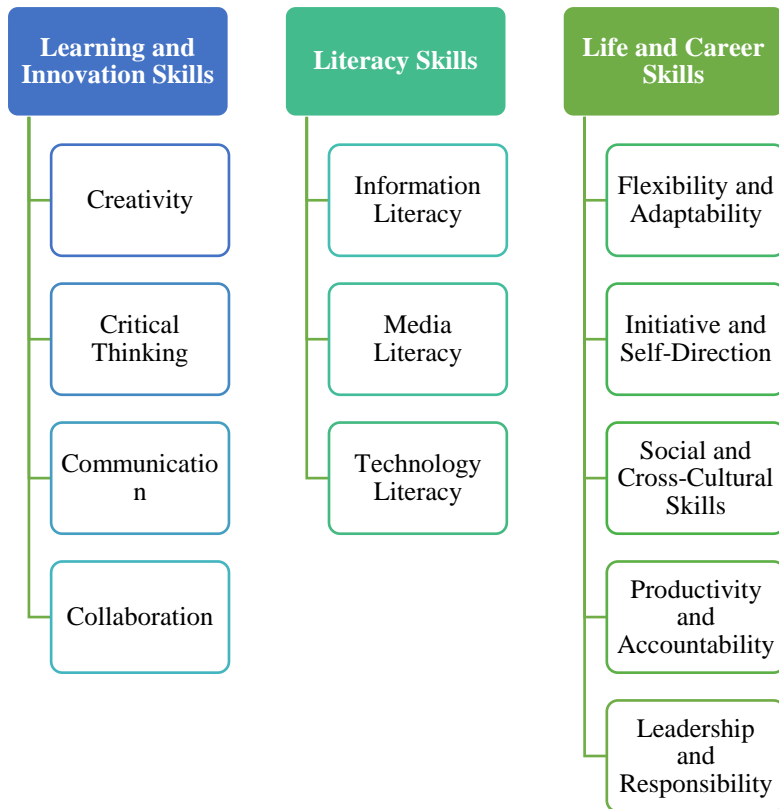 Learning and
Innovation Skills
Creativity
Critical
Thinking
Communicatio
n
Collaboration
Literacy Skills
Information
Literacy
Media
Literacy
Technology
Literacy
Life and Career
Skills
Flexibility and
Adaptability
Initiative and
Self-Direction
Social and
Cross-Cultural
Skills
Productivity
and
Accountability
Leadership
and
Responsibility